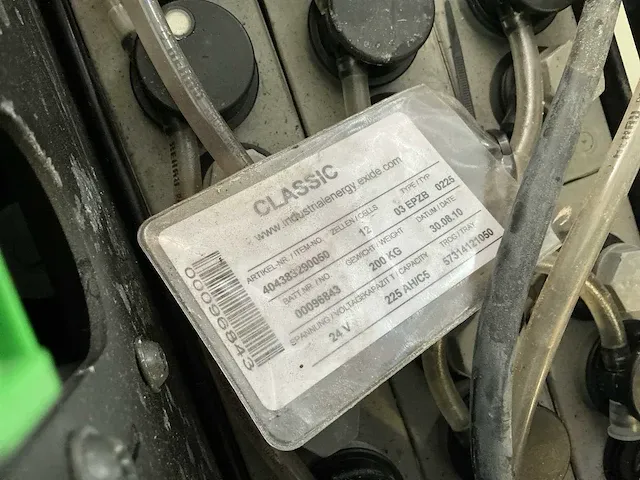 CLASSIC
www.industrialenergy.exide.com
ARTIKEL-NR. / ITEM-NO. ZELLEN / CELLS TYPE / TYP
404383290050 12 03 EPZB 0225
BATT.-NR. / NO. GEWICHT / WEIGHT DATUM / DATE
00096843 200 KG 30.08.10
SPANNUNG / VOLTAGE KAPAZITÄT / CAPACITY TROG / TRAY
24 V 225 AH/C5 57314121050
00096843